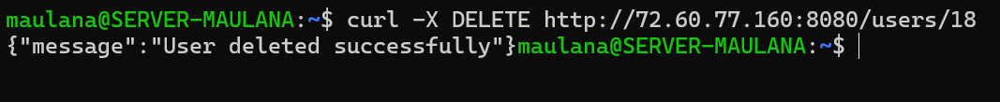 maulana@SERVER-MAULANA:~$ curl -X DELETE http://72.60.77.160:8080/users/18
{"message":"User deleted successfully"}maulana@SERVER-MAULANA:~$